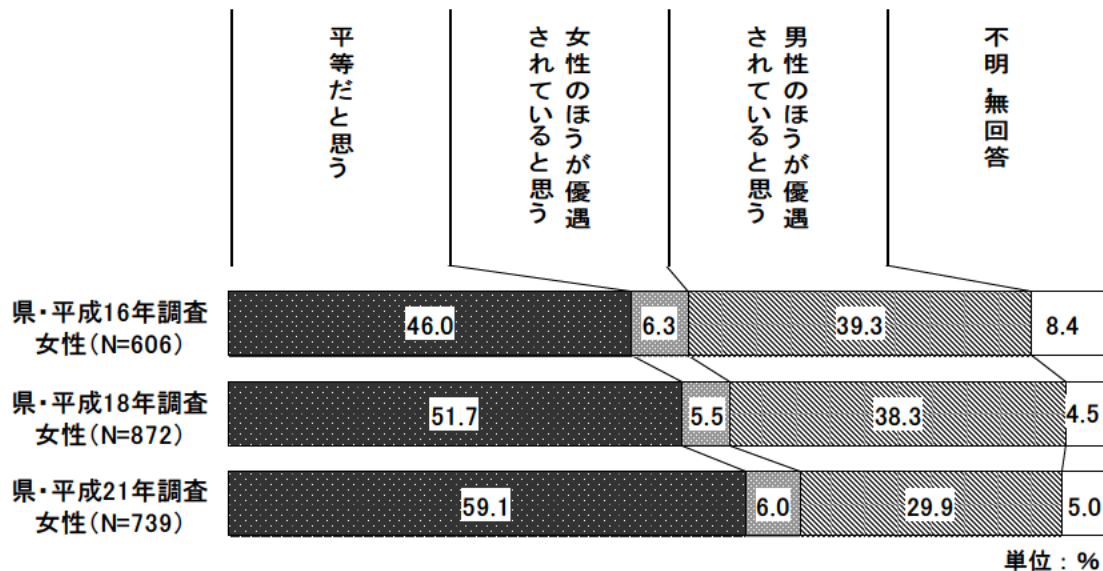 平等だと思う
女性のほうが優遇
されていると思う
男性のほうが優遇
されていると思う
不明・無回答
県・平成16年調査
女性(N=606)
46.0
6.3
39.3
8.4
県・平成18年調査
女性(N=872)
51.7
5.5
38.3
4.5
県・平成21年調査
女性(N=739)
59.1
6.0
29.9
5.0
単位：%